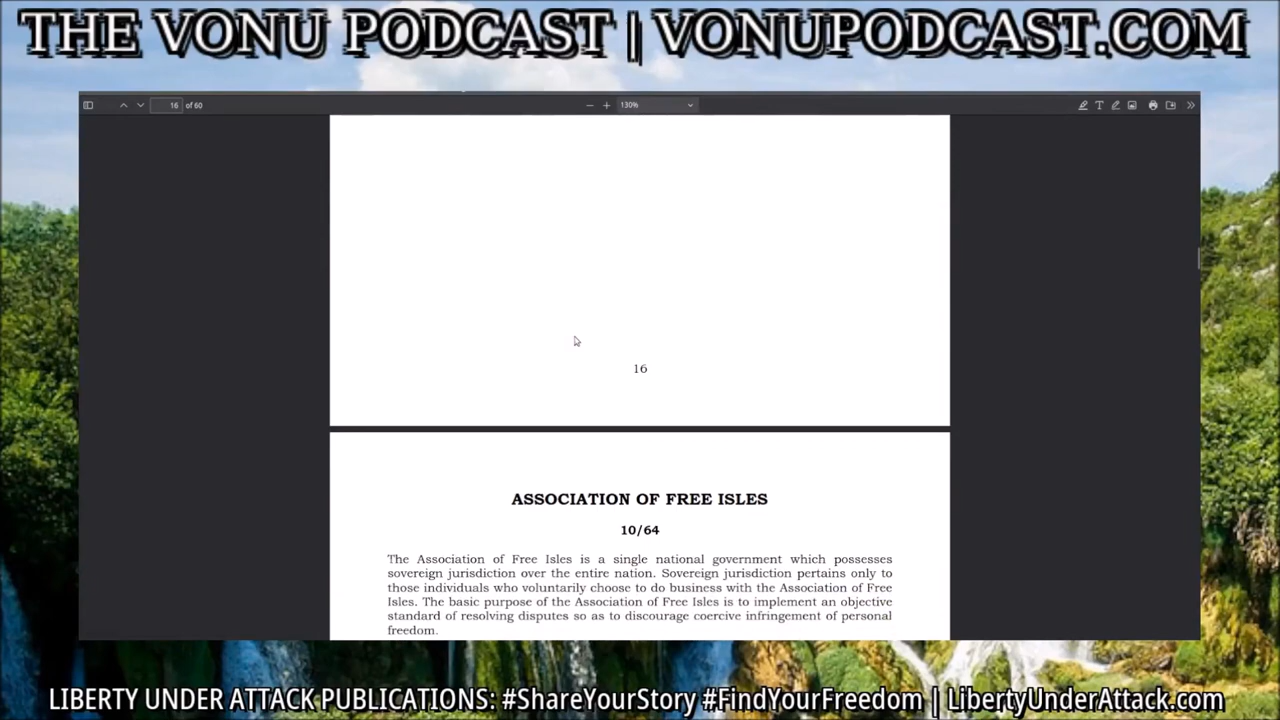 THE VONU PODCAST | VONUPODCAST.COM
16 of 60
130%
16
ASSOCIATION OF FREE ISLES
10/64
The Association of Free Isles is a single national government which possesses
sovereign jurisdiction over the entire nation. Sovereign jurisdiction pertains only to
those individuals who voluntarily choose to do business with the Association of Free
Isles. The basic purpose of the Association of Free Isles is to implement an objective
standard of resolving disputes so as to discourage coercive infringement of personal
freedom.
LIBERTY UNDER ATTACK PUBLICATIONS: #ShareYourStory #FindYourFreedom | LibertyUnderAttack.com